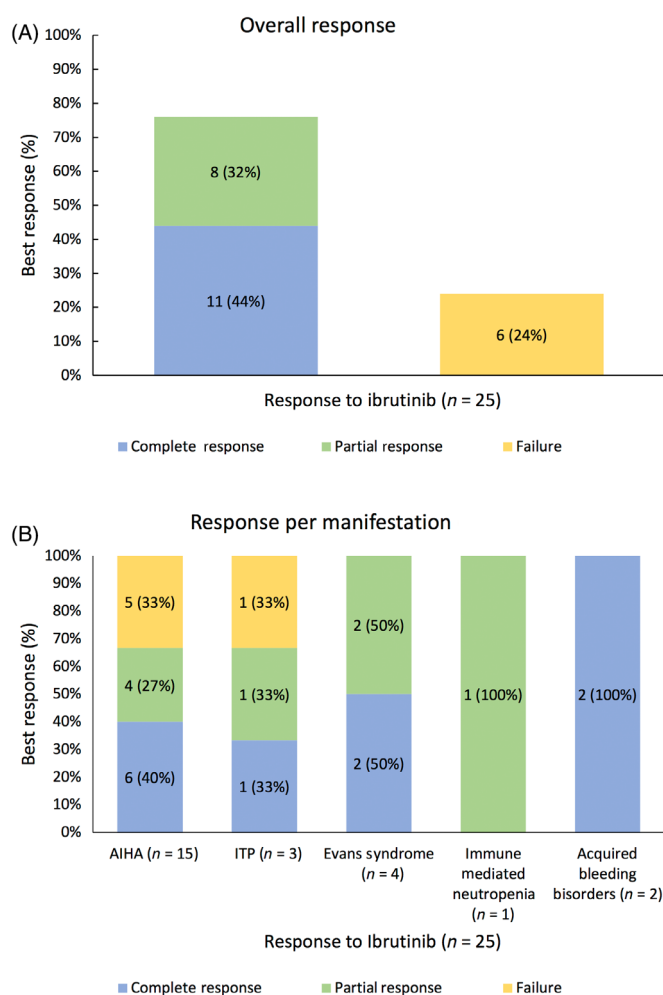 (A)
Overall response
100%
90%
80%
70%
60%
50%
40%
30%
20%
10%
0%
Best response (%)
8 (32%)
11 (44%)
6 (24%)
Response to ibrutinib (n = 25)
Complete response
Partial response
Failure
(B)
Response per manifestation
100%
90%
80%
70%
60%
50%
40%
30%
20%
10%
0%
Best response (%)
5 (33%)
4 (27%)
6 (40%)
1 (33%)
1 (33%)
1 (33%)
2 (50%)
2 (50%)
1 (100%)
2 (100%)
AIHA (n = 15)
ITP (n = 3)
Evans syndrome
(n = 4)
Immune
mediated
neutropenia
(n = 1)
Acquired
bleeding
bisorders (n = 2)
Response to Ibrutinib (n = 25)
Complete response
Partial response
Failure